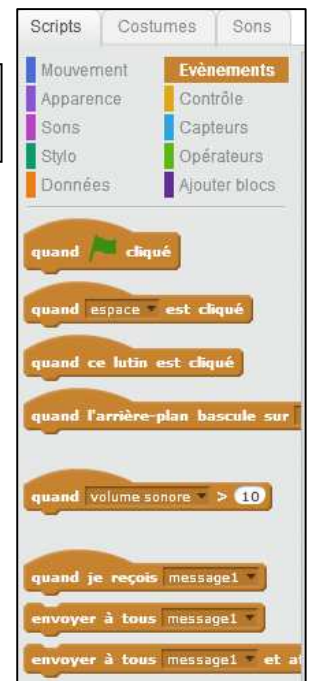 Scripts Costumes Sons
Mouvement Evènements
Apparence Contrôle
Sons Capteurs
Stylo Opérateurs
Données Ajouter blocs
quand cliqué
quand espace est cliqué
quand ce lutin est cliqué
quand l'arrière-plan bascule sur
quand volume sonore > 10
quand je reçois message1
envoyer à tous message1
envoyer à tous message1 et